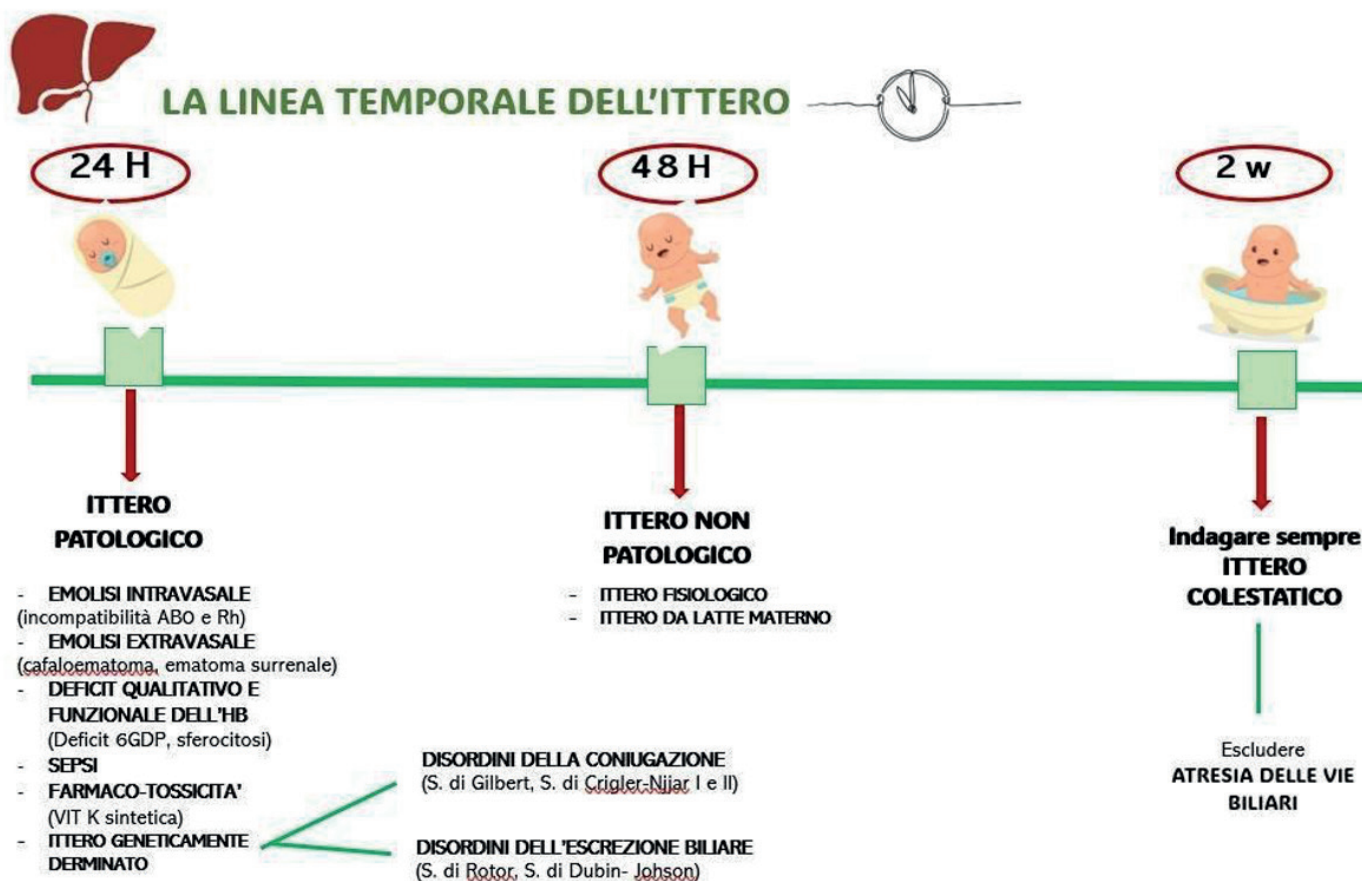 LA LINEA TEMPORALE DELL'ITTERO
24 H
48 H
2 w
ITTERO
PATOLOGICO
- EMOLISI INTRAVASALE
(incompatibilità AB0 e Rh)
- EMOLISI EXTRAVASALE
(cafaloematoma, ematoma surrenale)
- DEFICIT QUALITATIVO E
FUNZIONALE DELL'HB
(Deficit 6GDP, sferocitosi)
- SEPSI
- FARMACO-TOSSICITA'
(VIT K sintetica)
- ITTERO GENETICAMENTE
DERMINATO
DISORDINI DELLA CONIUGAZIONE
(S. di Gilbert, S. di Crigler-Nijjar I e II)
DISORDINI DELL'ESCREZIONE BILIARE
(S. di Rotor, S. di Dubin- Johson)
ITTERO NON
PATOLOGICO
- ITTERO FISIOLOGICO
- ITTERO DA LATTE MATERNO
Indagare sempre
ITTERO
COLESTATICO
Escludere
ATRESIA DELLE VIE
BILIARI